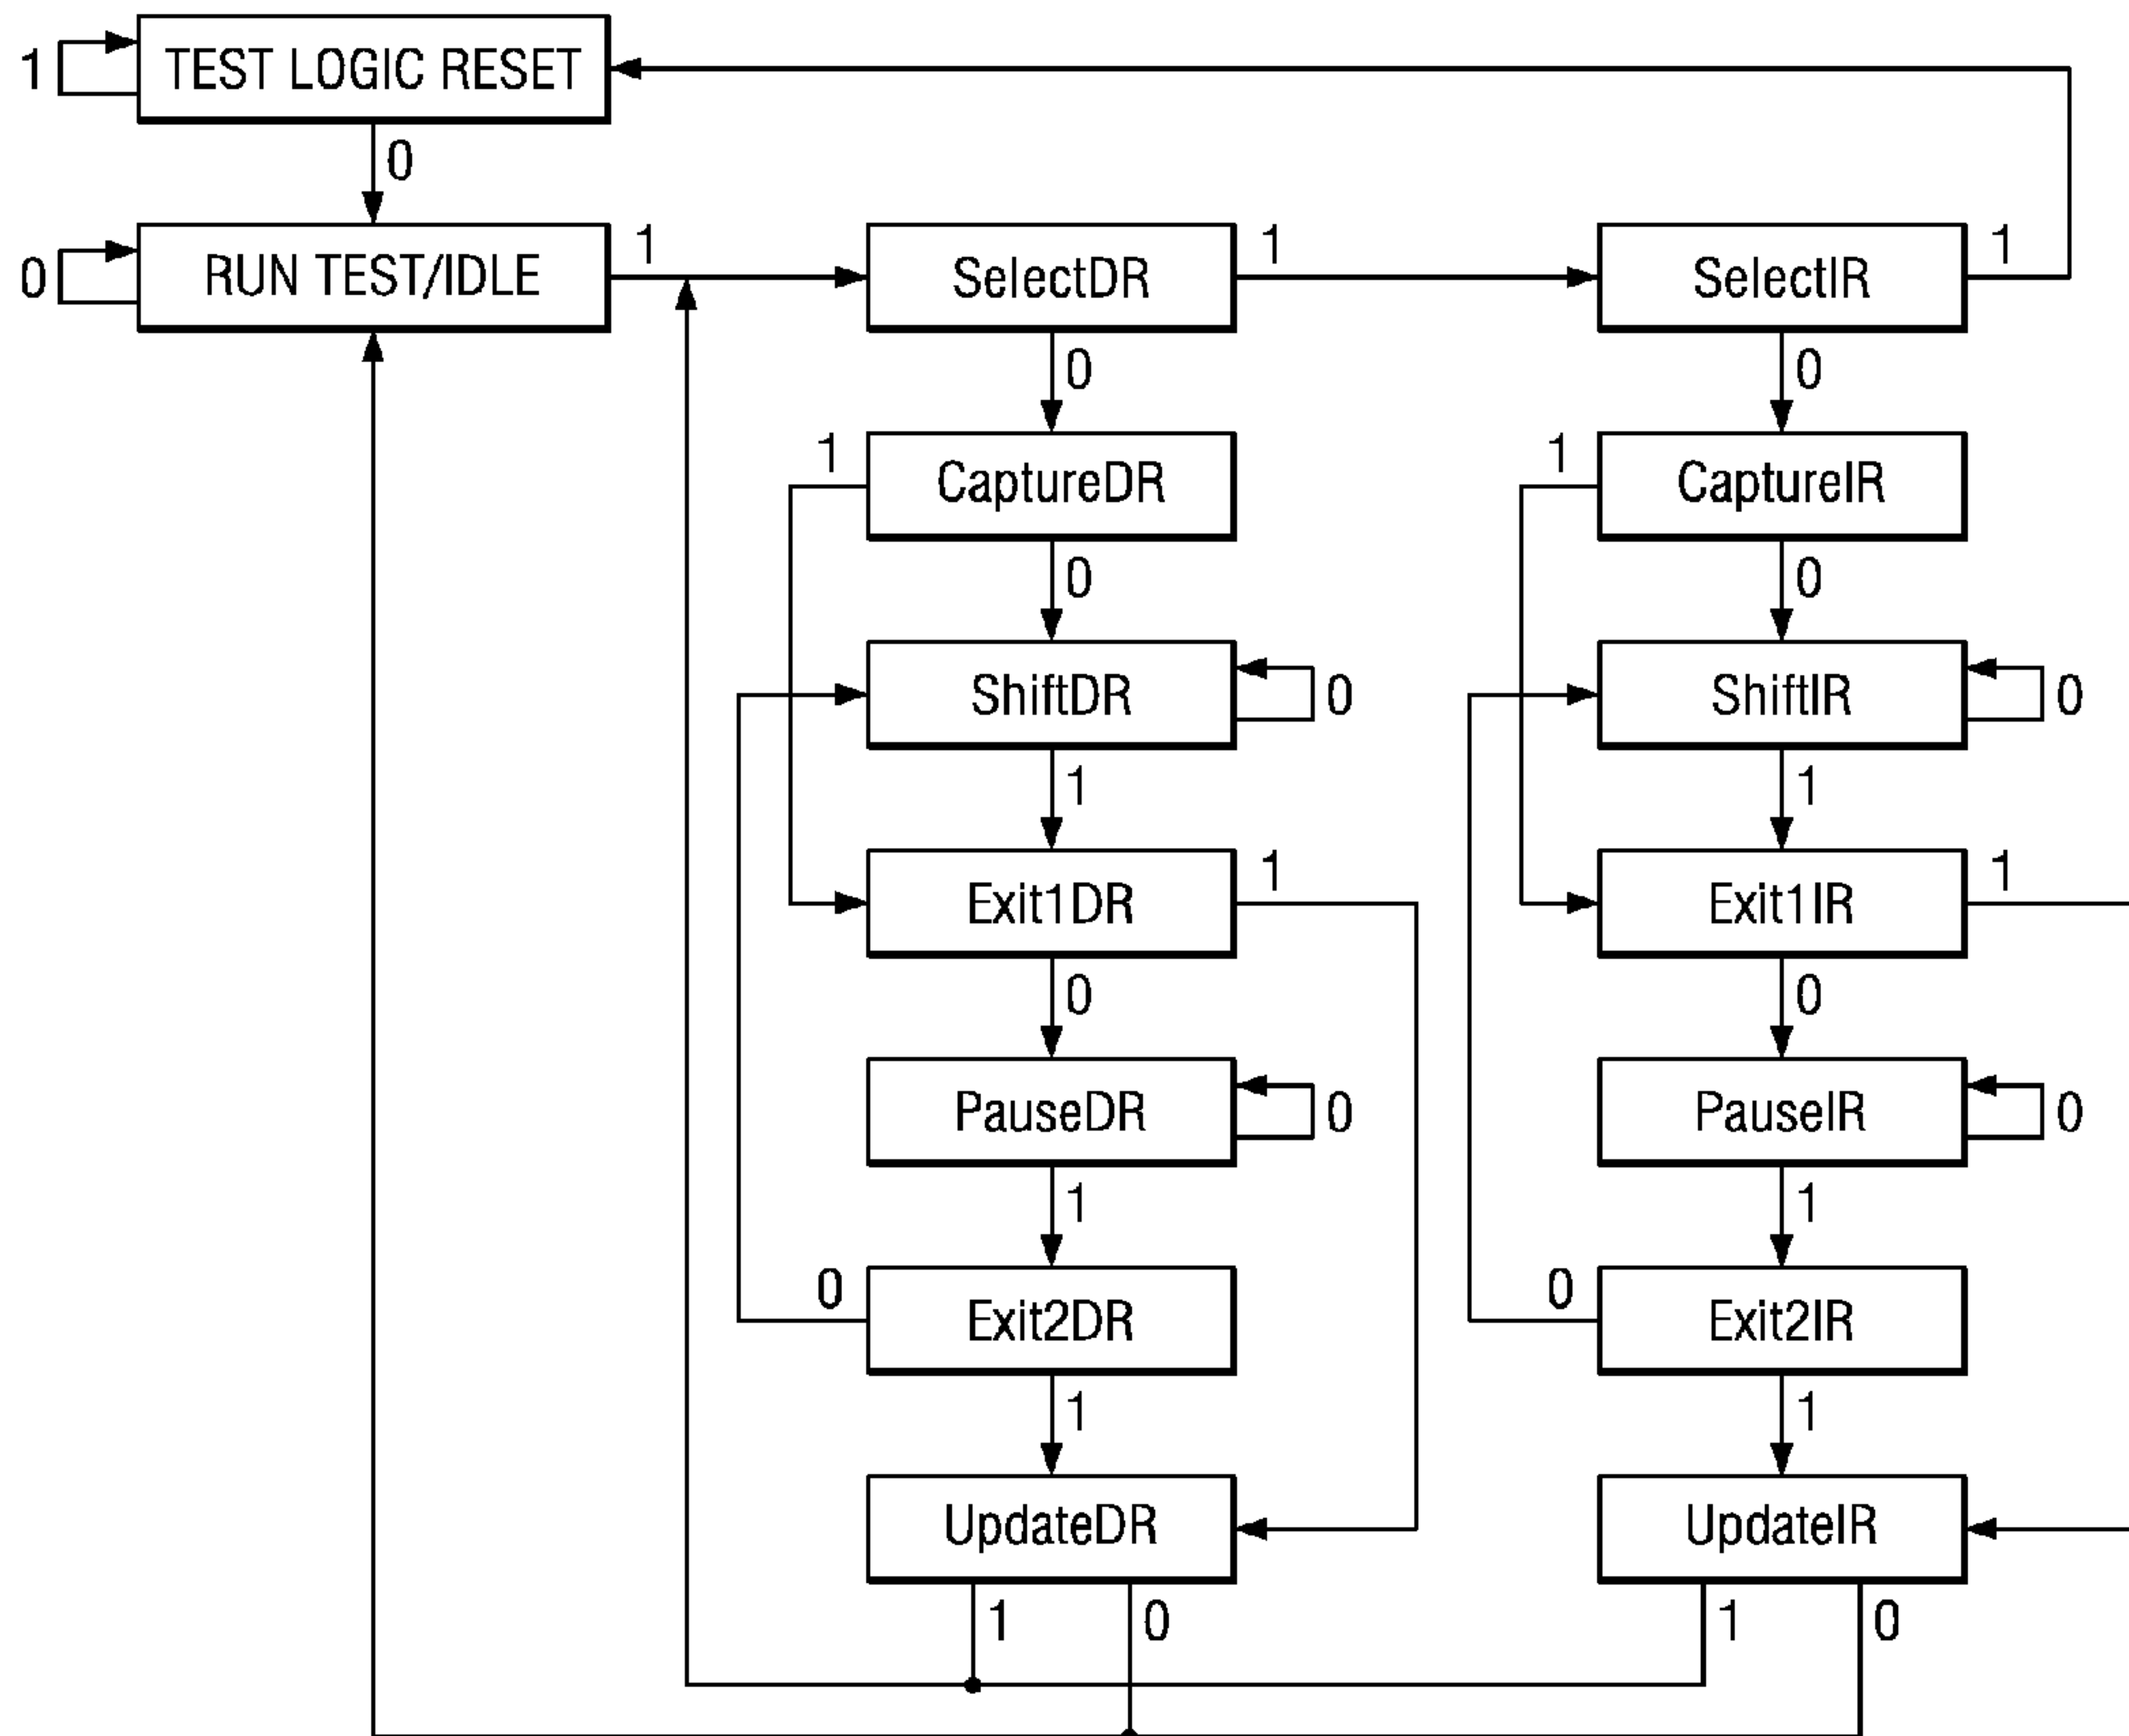 1 TEST LOGIC RESET
0
0 RUN TEST/IDLE 1 SelectDR 1 SelectIR 1
0 0
1 CaptureDR 1 CaptureIR
0 0
ShiftDR 0 ShiftIR 0
1 1
Exit1DR 1 Exit1IR 1
0 0
PauseDR 0 PauseIR 0
1 1
0 Exit2DR 0 Exit2IR
1 1
UpdateDR UpdateIR
1 0 1 0